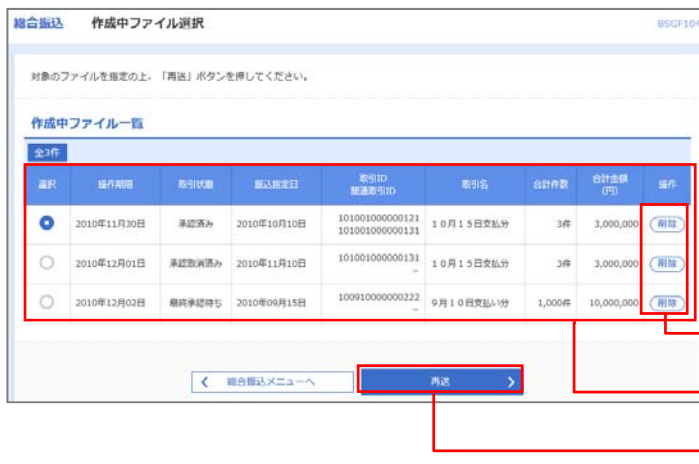 総合振込 作成中ファイル選択 BSGF104
対象のファイルを指定の上、「再送」ボタンを押してください。
作成中ファイル一覧
全3件
選択 操作期限 取引状態 振込指定日 取引ID 取引名 合計件数 合計金額 操作
関連取引ID (円)
2010年11月30日 承認済み 2010年10月10日 101001000000121 10月15日支払分 3件 3,000,000 削除
101001000000131
2010年12月01日 承認取消済み 2010年11月10日 101001000000131 10月15日支払分 3件 3,000,000 削除
–
2010年12月02日 最終承認待ち 2010年09月15日 100910000000222 9月10日支払い分 1,000件 10,000,000 削除
–
総合振込メニューへ 再送